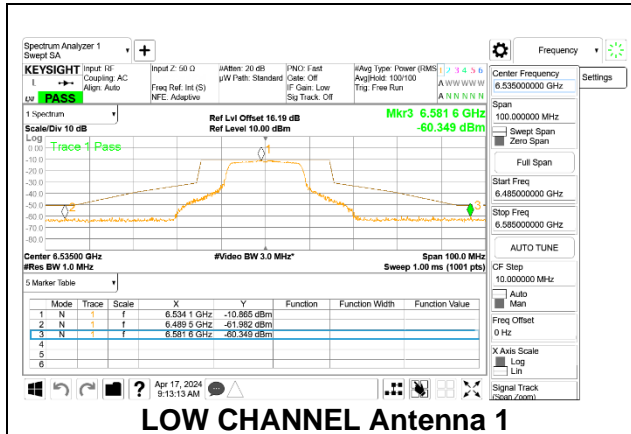 Spectrum Analyzer 1
Swept SA
Frequency
KEYSIGHT
Input: RF
Coupling: AC
Align: Auto
Input Z: 50 Ω
Freq Ref: Int (S)
NFE: Adaptive
#Atten: 20 dB
µW Path: Standard
PNO: Fast
Gate: Off
IF Gain: Low
Sig Track: Off
#Avg Type: Power (RMS
Avg|Hold: 100/100
Trig: Free Run
1 2 3 4 5 6
A W W W W W
A N N N N N
L
PASS
Center Frequency
6.535000000 GHz
Settings
Span
100.000000 MHz
Swept Span
Zero Span
Full Span
Start Freq
6.485000000 GHz
Stop Freq
6.585000000 GHz
AUTO TUNE
CF Step
10.000000 MHz
Auto
Man
Freq Offset
0 Hz
X Axis Scale
Log
Lin
Signal Track
(Span Zoom)
1 Spectrum
Scale/Div 10 dB
Ref Lvl Offset 16.19 dB
Ref Level 10.00 dBm
Mkr3 6.581 6 GHz
-60.349 dBm
Log
Trace 1 Pass
0.00
-10.0
-20.0
-30.0
-40.0
-50.0
-60.0
-70.0
-80.0
1
2
3
Center 6.53500 GHz
#Res BW 1.0 MHz
#Video BW 3.0 MHz*
Span 100.0 MHz
Sweep 1.00 ms (1001 pts)
5 Marker Table
Mode Trace Scale X Y Function Function Width Function Value
1 N 1 f 6.534 1 GHz -10.865 dBm
2 N 1 f 6.489 5 GHz -61.982 dBm
3 N 1 f 6.581 6 GHz -60.349 dBm
4
5
6
Apr 17, 2024
9:13:13 AM
LOW CHANNEL Antenna 1